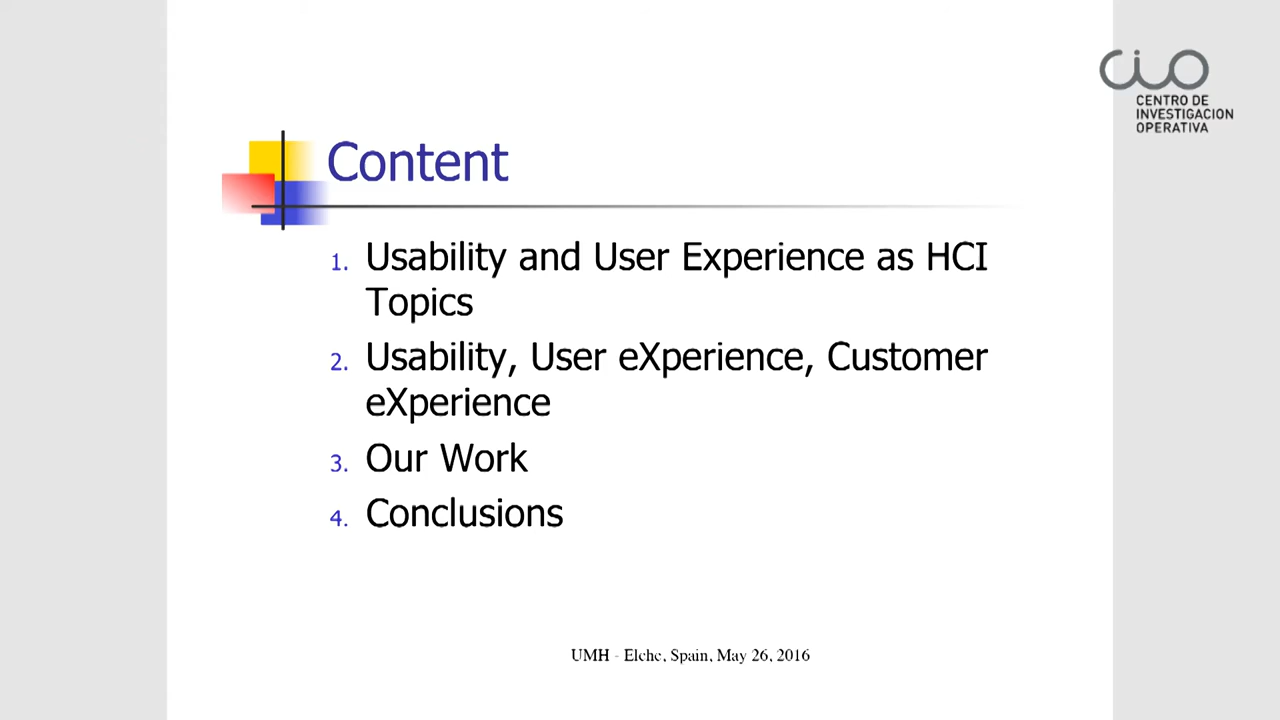 CIO
CENTRO DE
INVESTIGACION
OPERATIVA
Content
1. Usability and User Experience as HCI
Topics
2. Usability, User eXperience, Customer
eXperience
3. Our Work
4. Conclusions
UMH - Elche, Spain, May 26, 2016